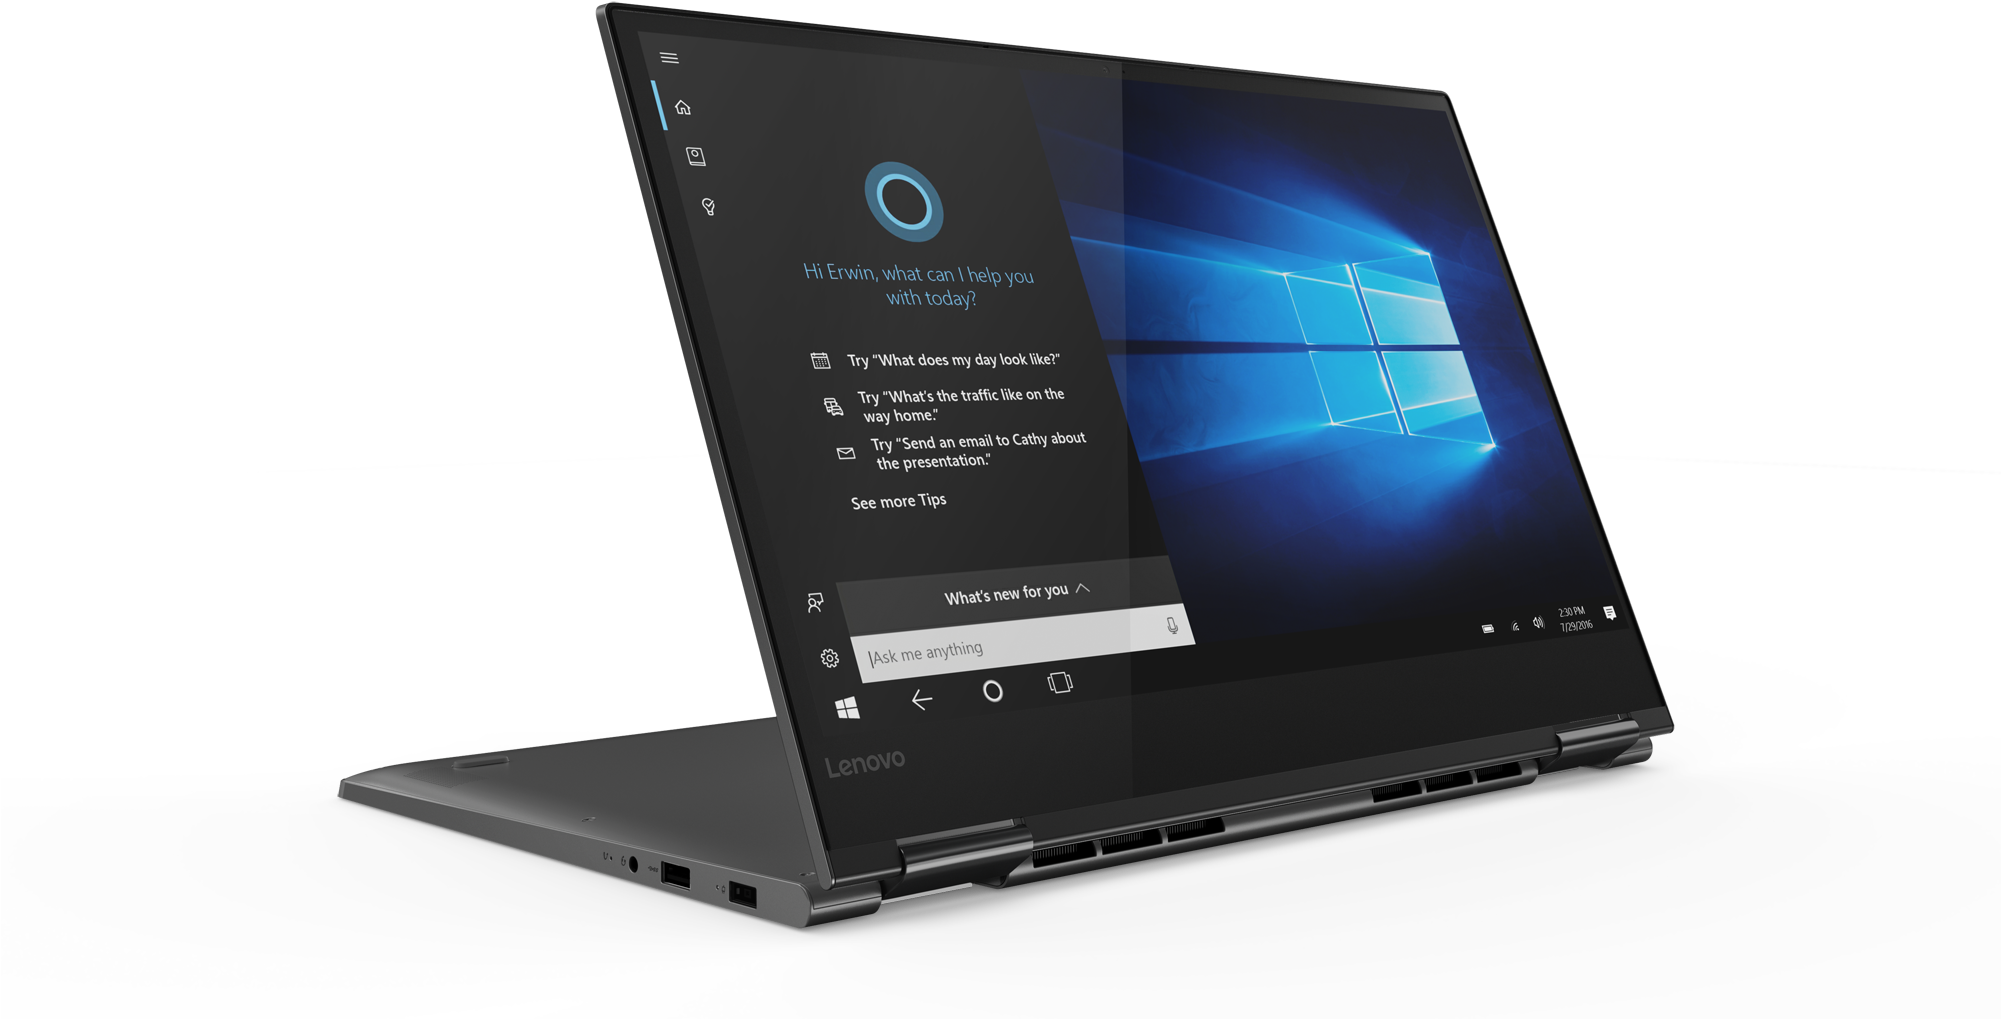 Hi Erwin, what can I help you
with today?
Try “What does my day look like?”
Try “What's the traffic like on the
way home.”
Try “Send an email to Cathy about
the presentation.”
See more Tips
What's new for you
Ask me anything
2:30 PM
7/29/2016
Lenovo